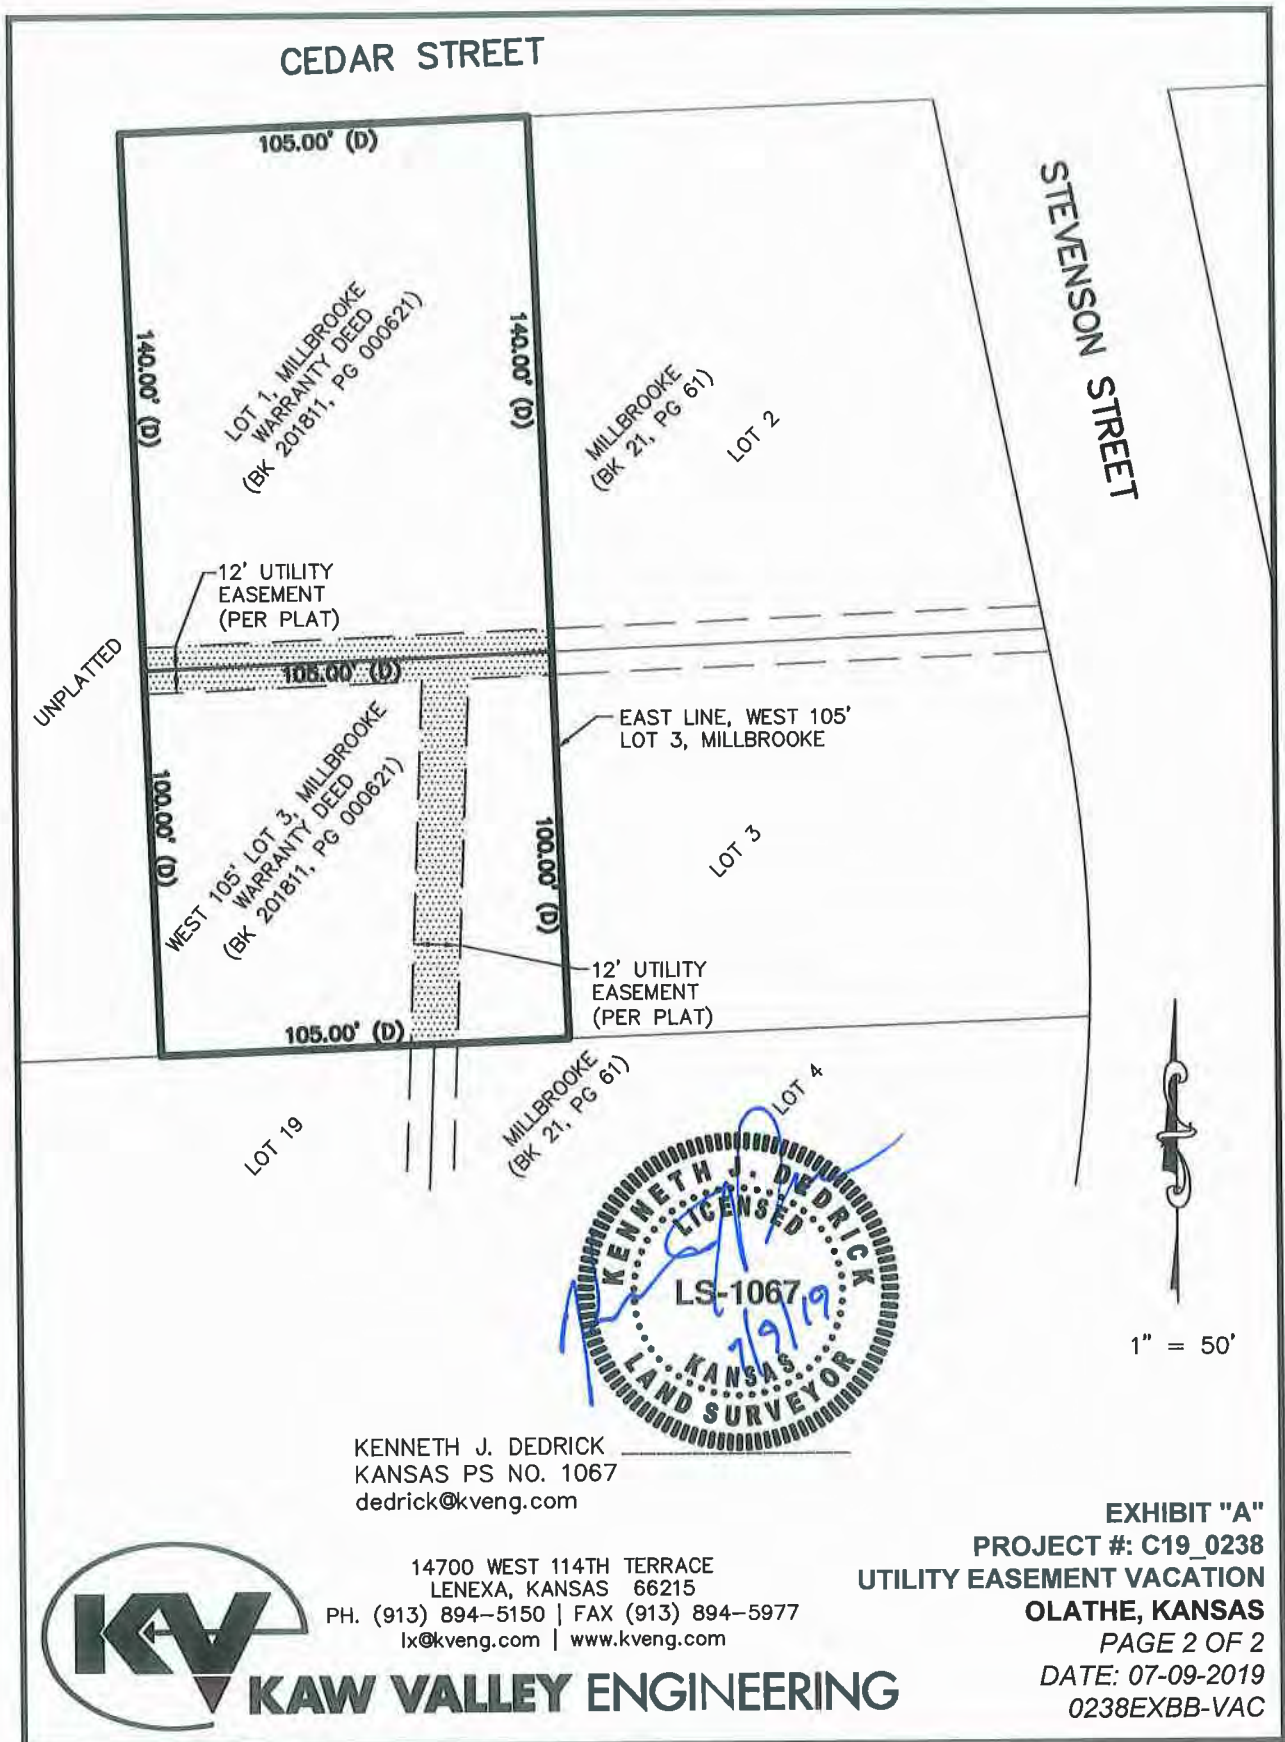 CEDAR STREET
105.00' (D)
STEVENSON STREET
140.00' (D)
LOT 1, MILLBROOKE
WARRANTY DEED
(BK 201811, PG 000621)
140.00' (D)
MILLBROOKE
(BK 21, PG 61)
LOT 2
12' UTILITY
EASEMENT
(PER PLAT)
UNPLATTED
105.00' (D)
EAST LINE, WEST 105'
LOT 3, MILLBROOKE
100.00' (D)
WEST 105' LOT 3, MILLBROOKE
WARRANTY DEED
(BK 201811, PG 000621)
100.00' (D)
LOT 3
12' UTILITY
EASEMENT
(PER PLAT)
105.00' (D)
LOT 19
MILLBROOKE
(BK 21, PG 61)
LOT 4
KENNETH J. DEDRICK
LICENSED
LS-1067
7/9/19
KANSAS
LAND SURVEYOR
1" = 50'
KENNETH J. DEDRICK
KANSAS PS NO. 1067
dedrick@kveng.com
14700 WEST 114TH TERRACE
LENEXA, KANSAS 66215
PH. (913) 894-5150 | FAX (913) 894-5977
lx@kveng.com | www.kveng.com
KV
KAW VALLEY ENGINEERING
EXHIBIT "A"
PROJECT #: C19_0238
UTILITY EASEMENT VACATION
OLATHE, KANSAS
PAGE 2 OF 2
DATE: 07-09-2019
0238EXBB-VAC